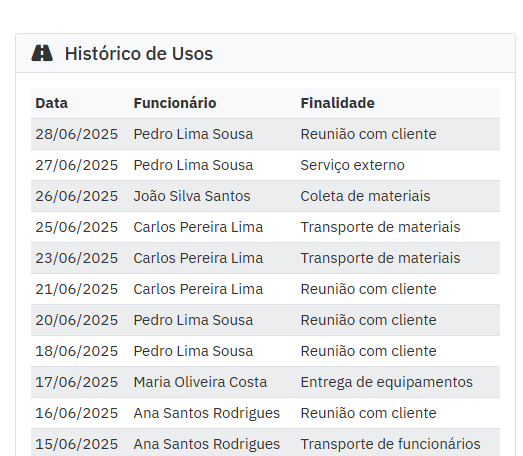 Histórico de Usos
Data Funcionário Finalidade
28/06/2025 Pedro Lima Sousa Reunião com cliente
27/06/2025 Pedro Lima Sousa Serviço externo
26/06/2025 João Silva Santos Coleta de materiais
25/06/2025 Carlos Pereira Lima Transporte de materiais
23/06/2025 Carlos Pereira Lima Transporte de materiais
21/06/2025 Carlos Pereira Lima Reunião com cliente
20/06/2025 Pedro Lima Sousa Reunião com cliente
18/06/2025 Pedro Lima Sousa Reunião com cliente
17/06/2025 Maria Oliveira Costa Entrega de equipamentos
16/06/2025 Ana Santos Rodrigues Reunião com cliente
15/06/2025 Ana Santos Rodrigues Transporte de funcionários